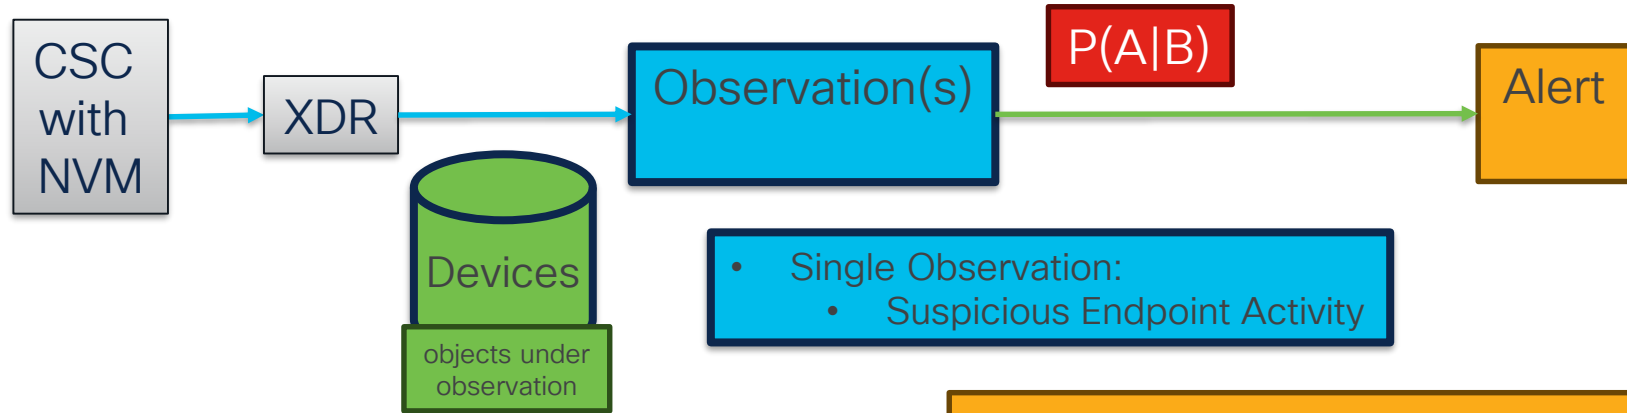 CSC
with
NVM
XDR
Observation(s)
P(A|B)
Alert
Devices
objects under
observation
• Single Observation:
• Suspicious Endpoint Activity